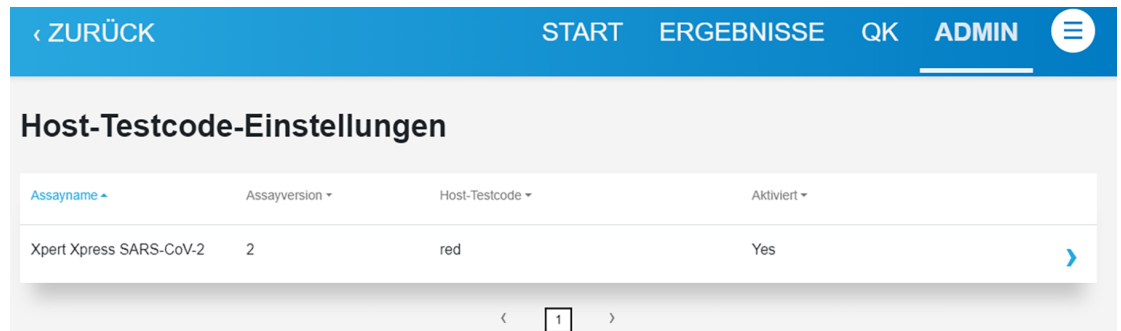 ‹ ZURÜCK START ERGEBNISSE QK ADMIN
Host-Testcode-Einstellungen
Assayname Assayversion Host-Testcode Aktiviert
Xpert Xpress SARS-CoV-2 2 red Yes
‹ 1 ›